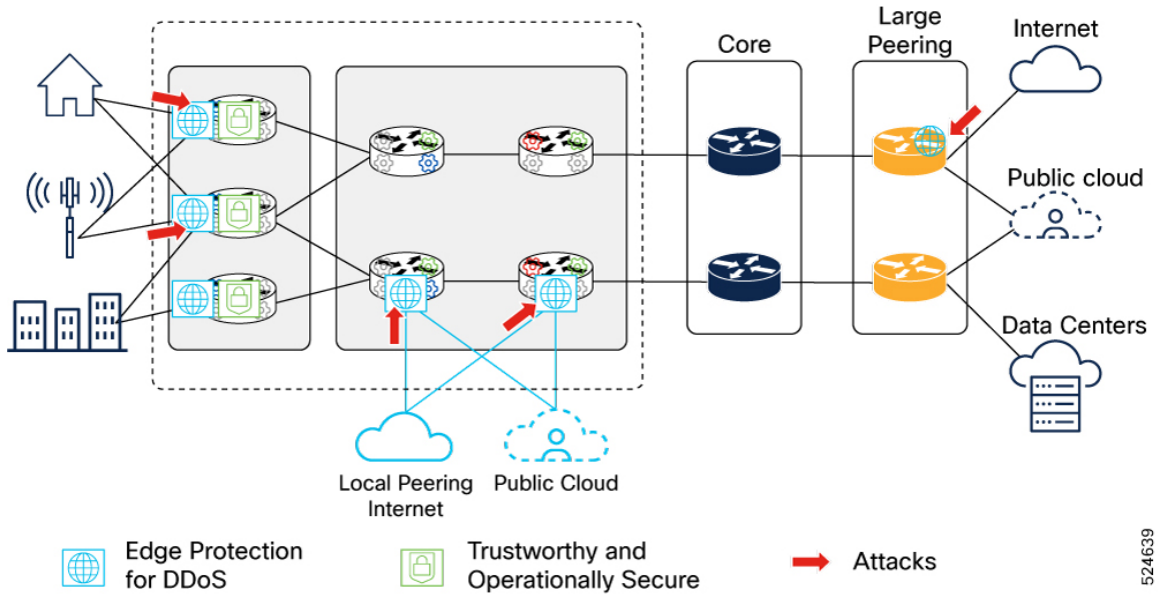 Core
Large
Peering
Internet
Public cloud
Data Centers
Local Peering
Internet
Public Cloud
Edge Protection
for DDoS
Trustworthy and
Operationally Secure
Attacks
524639